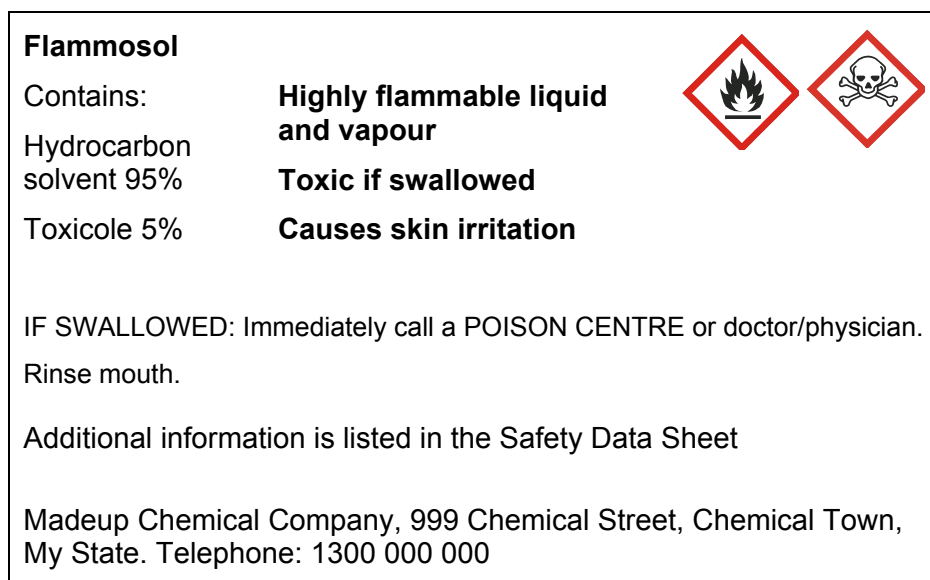 Flammosol
Contains:
Hydrocarbon
solvent 95%
Toxicole 5%
Highly flammable liquid
and vapour
Toxic if swallowed
Causes skin irritation
IF SWALLOWED: Immediately call a POISON CENTRE or doctor/physician.
Rinse mouth.
Additional information is listed in the Safety Data Sheet
Madeup Chemical Company, 999 Chemical Street, Chemical Town,
My State. Telephone: 1300 000 000